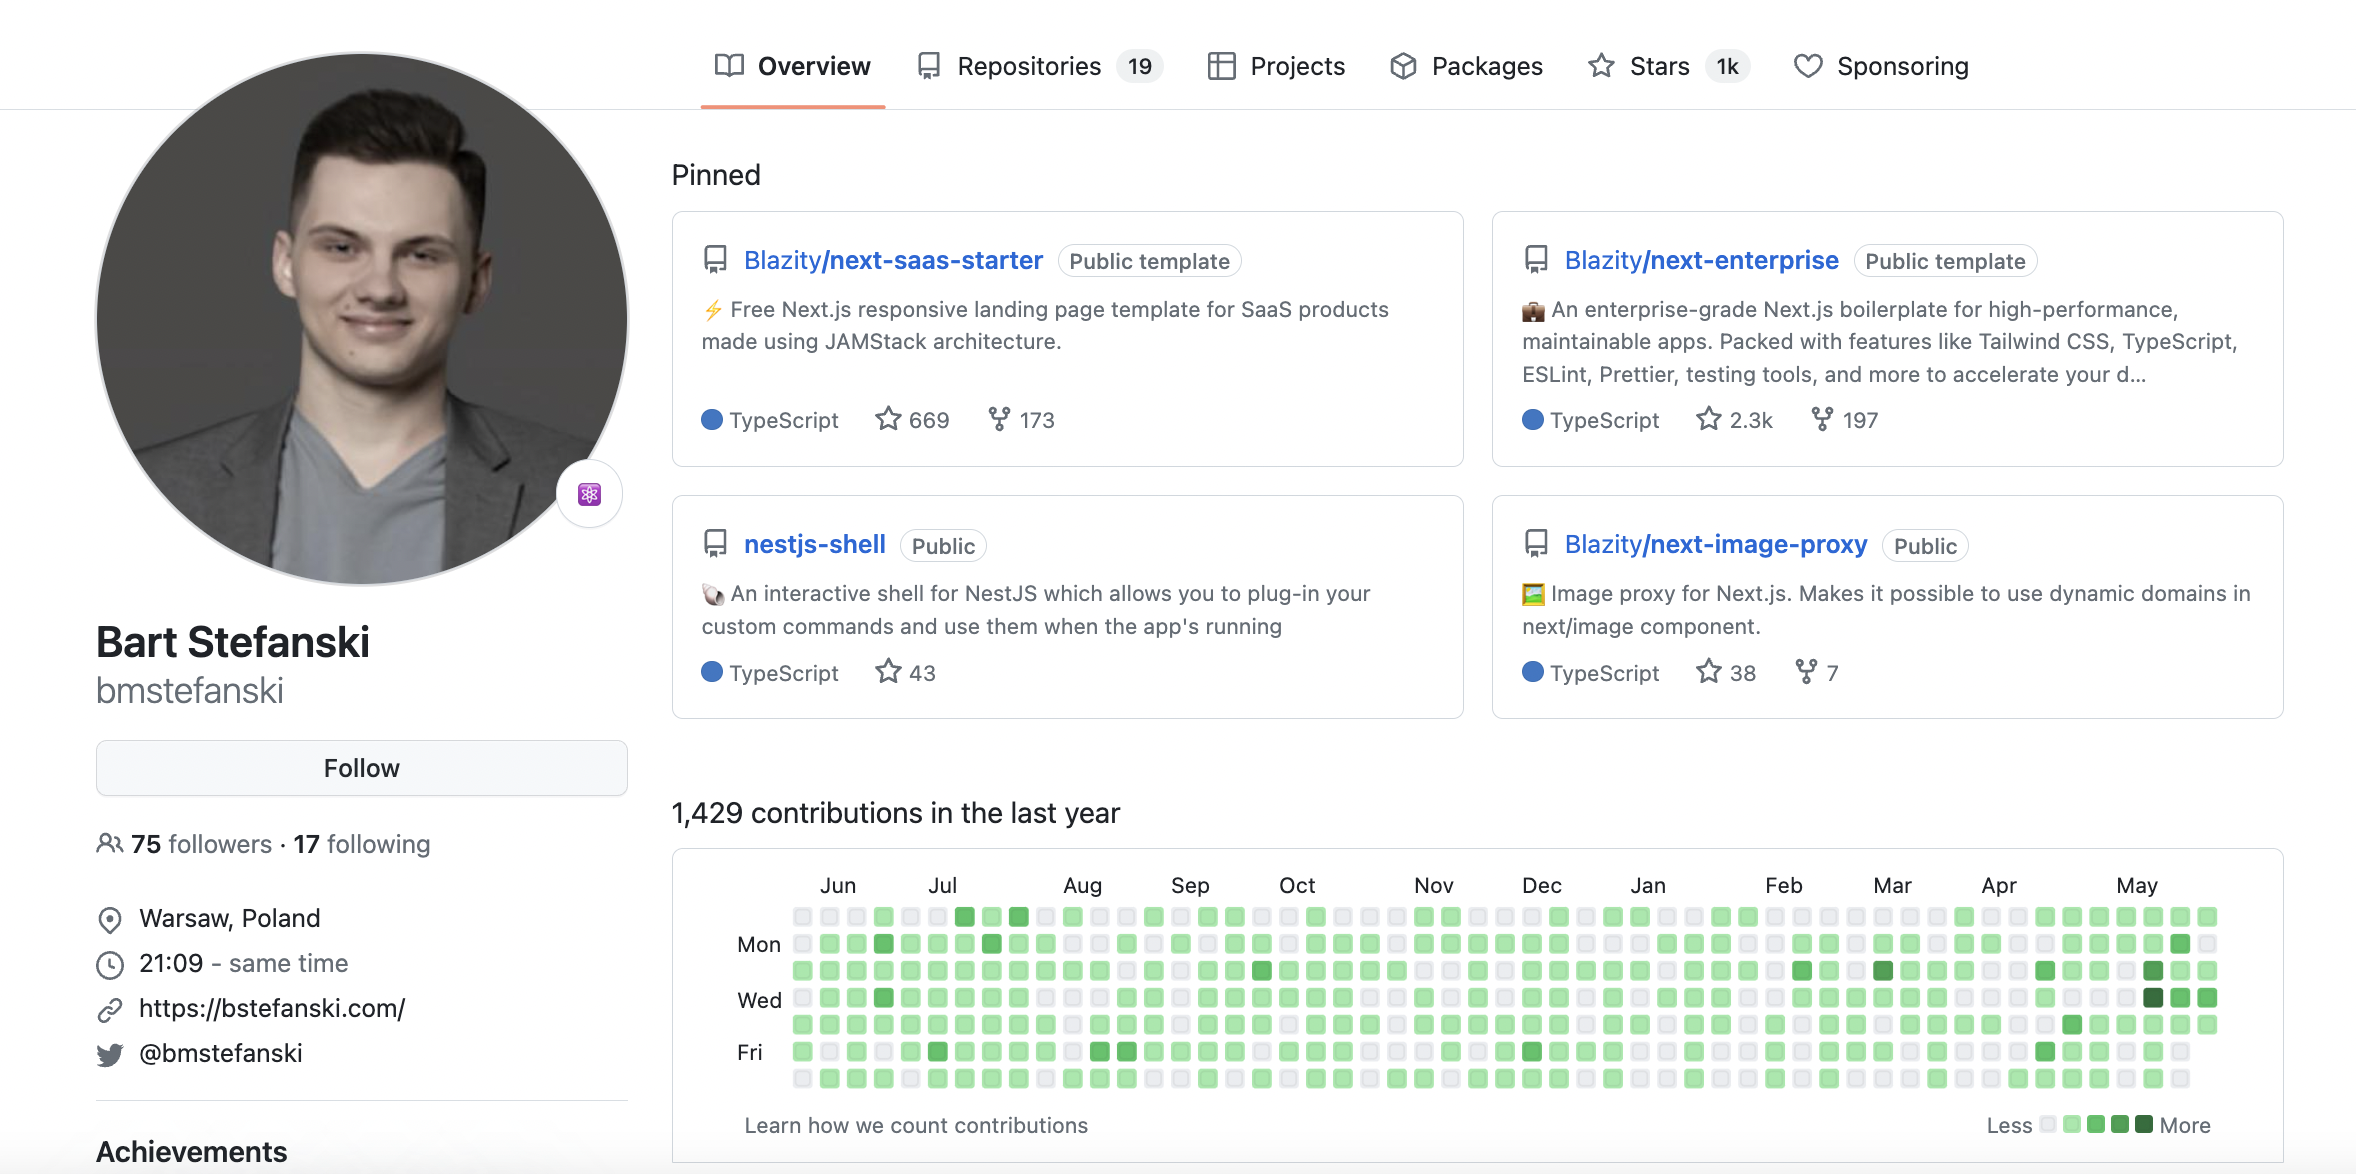 Overview
Repositories 19
Projects
Packages
Stars 1k
Sponsoring
Bart Stefanski
bmstefanski
Follow
75 followers · 17 following
Warsaw, Poland
21:09 - same time
https://bstefanski.com/
@bmstefanski
Achievements
Pinned
Blazity/next-saas-starter Public template
⚡ Free Next.js responsive landing page template for SaaS products
made using JAMStack architecture.
TypeScript 669 173
Blazity/next-enterprise Public template
💼 An enterprise-grade Next.js boilerplate for high-performance,
maintainable apps. Packed with features like Tailwind CSS, TypeScript,
ESLint, Prettier, testing tools, and more to accelerate your d...
TypeScript 2.3k 197
nestjs-shell Public
🐚 An interactive shell for NestJS which allows you to plug-in your
custom commands and use them when the app's running
TypeScript 43
Blazity/next-image-proxy Public
🖼️ Image proxy for Next.js. Makes it possible to use dynamic domains in
next/image component.
TypeScript 38 7
1,429 contributions in the last year
Jun Jul Aug Sep Oct Nov Dec Jan Feb Mar Apr May
Mon
Wed
Fri
Learn how we count contributions
Less More